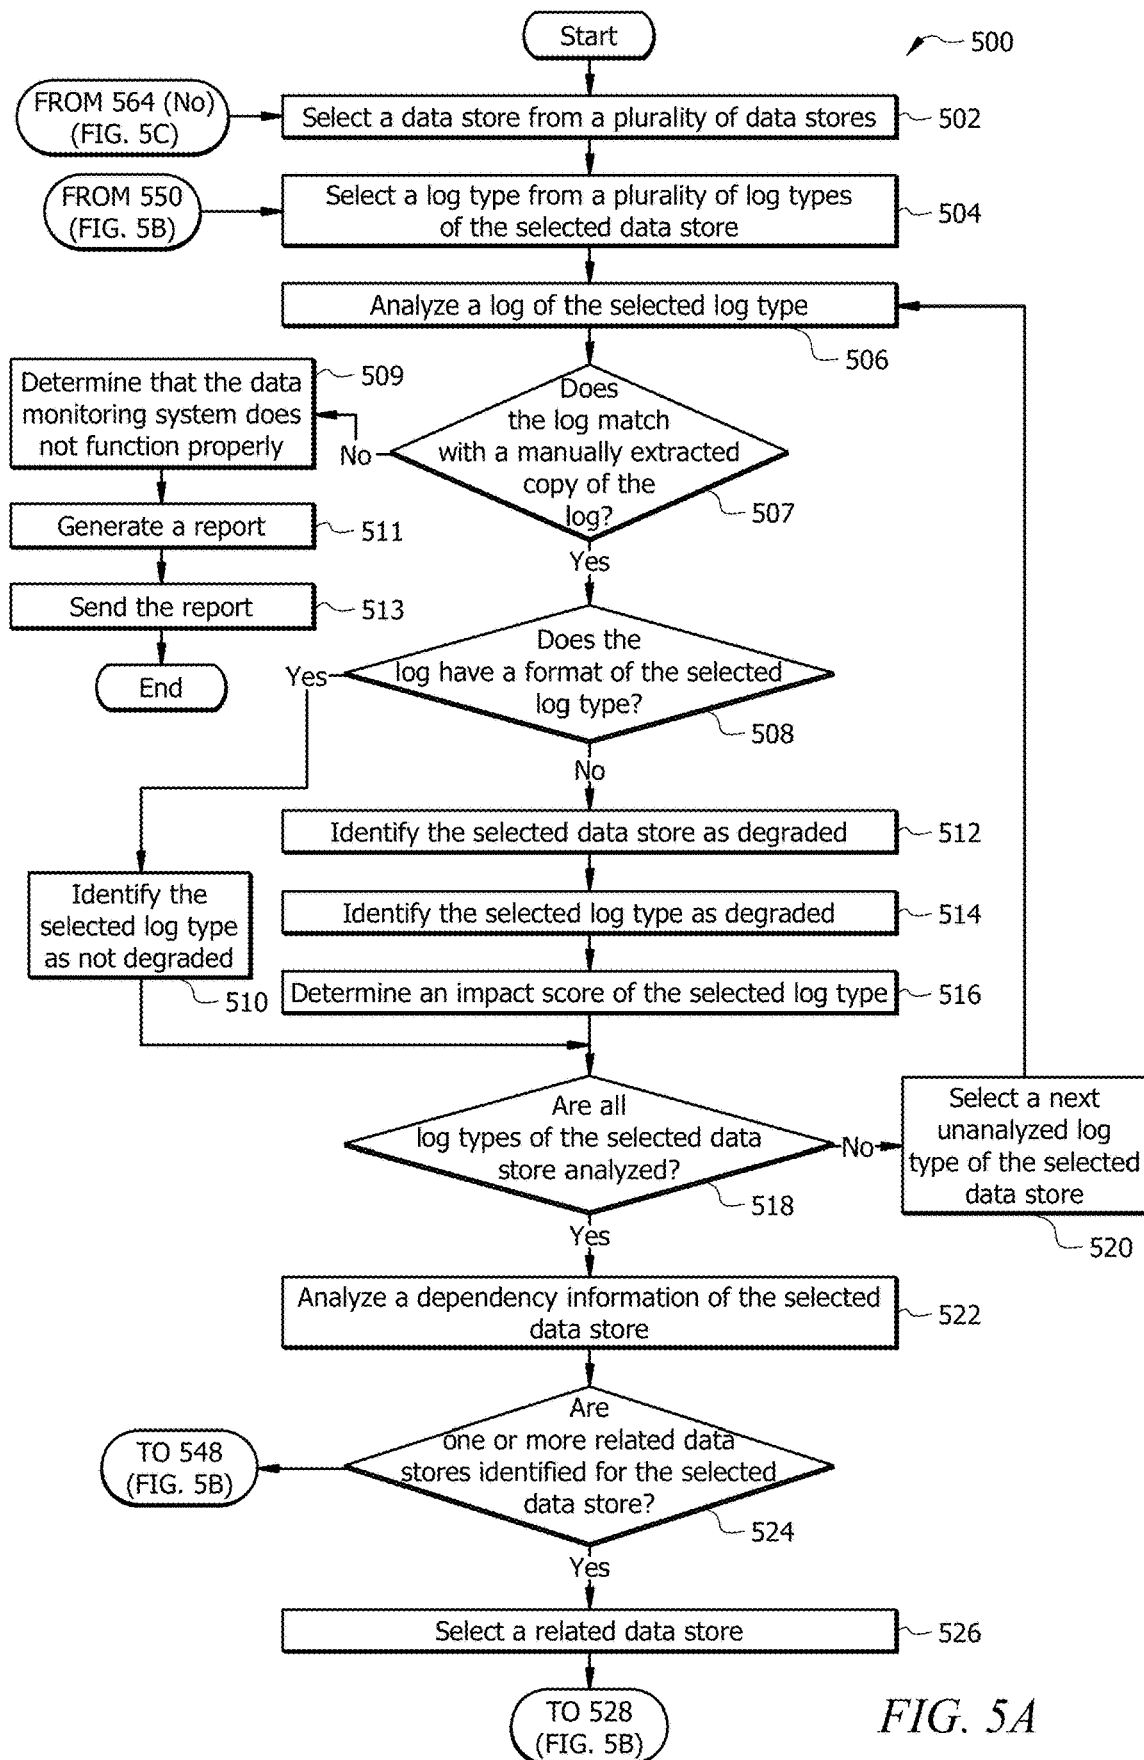 Start
500
FROM 564 (No)
(FIG. 5C)
Select a data store from a plurality of data stores
502
FROM 550
(FIG. 5B)
Select a log type from a plurality of log types
of the selected data store
504
Analyze a log of the selected log type
506
Determine that the data
monitoring system does
not function properly
509
Does
the log match
with a manually extracted
copy of the
log?
507
No
Generate a report
511
Yes
Send the report
513
End
Does the
log have a format of the selected
log type?
508
Yes
No
Identify the selected data store as degraded
512
Identify the
selected log type
as not degraded
510
Identify the selected log type as degraded
514
Determine an impact score of the selected log type
516
Are all
log types of the selected data
store analyzed?
518
No
Select a next
unanalyzed log
type of the selected
data store
520
Yes
Analyze a dependency information of the selected
data store
522
Are
one or more related data
stores identified for the selected
data store?
524
TO 548
(FIG. 5B)
Yes
Select a related data store
526
TO 528
(FIG. 5B)
FIG. 5A